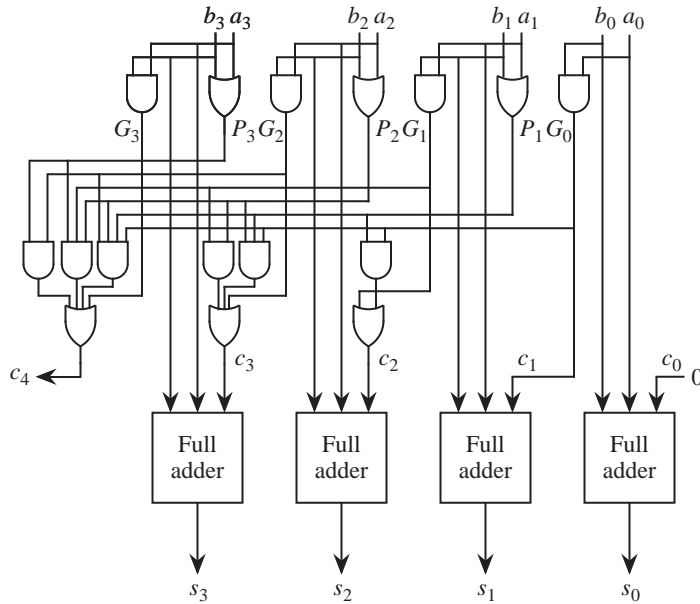 b₃ a₃ b₂ a₂ b₁ a₁ b₀ a₀
G₃ P₃ G₂ P₂ G₁ P₁ G₀
c₄ c₃ c₂ c₁ c₀ 0
Full adder
Full adder
Full adder
Full adder
s₃ s₂ s₁ s₀